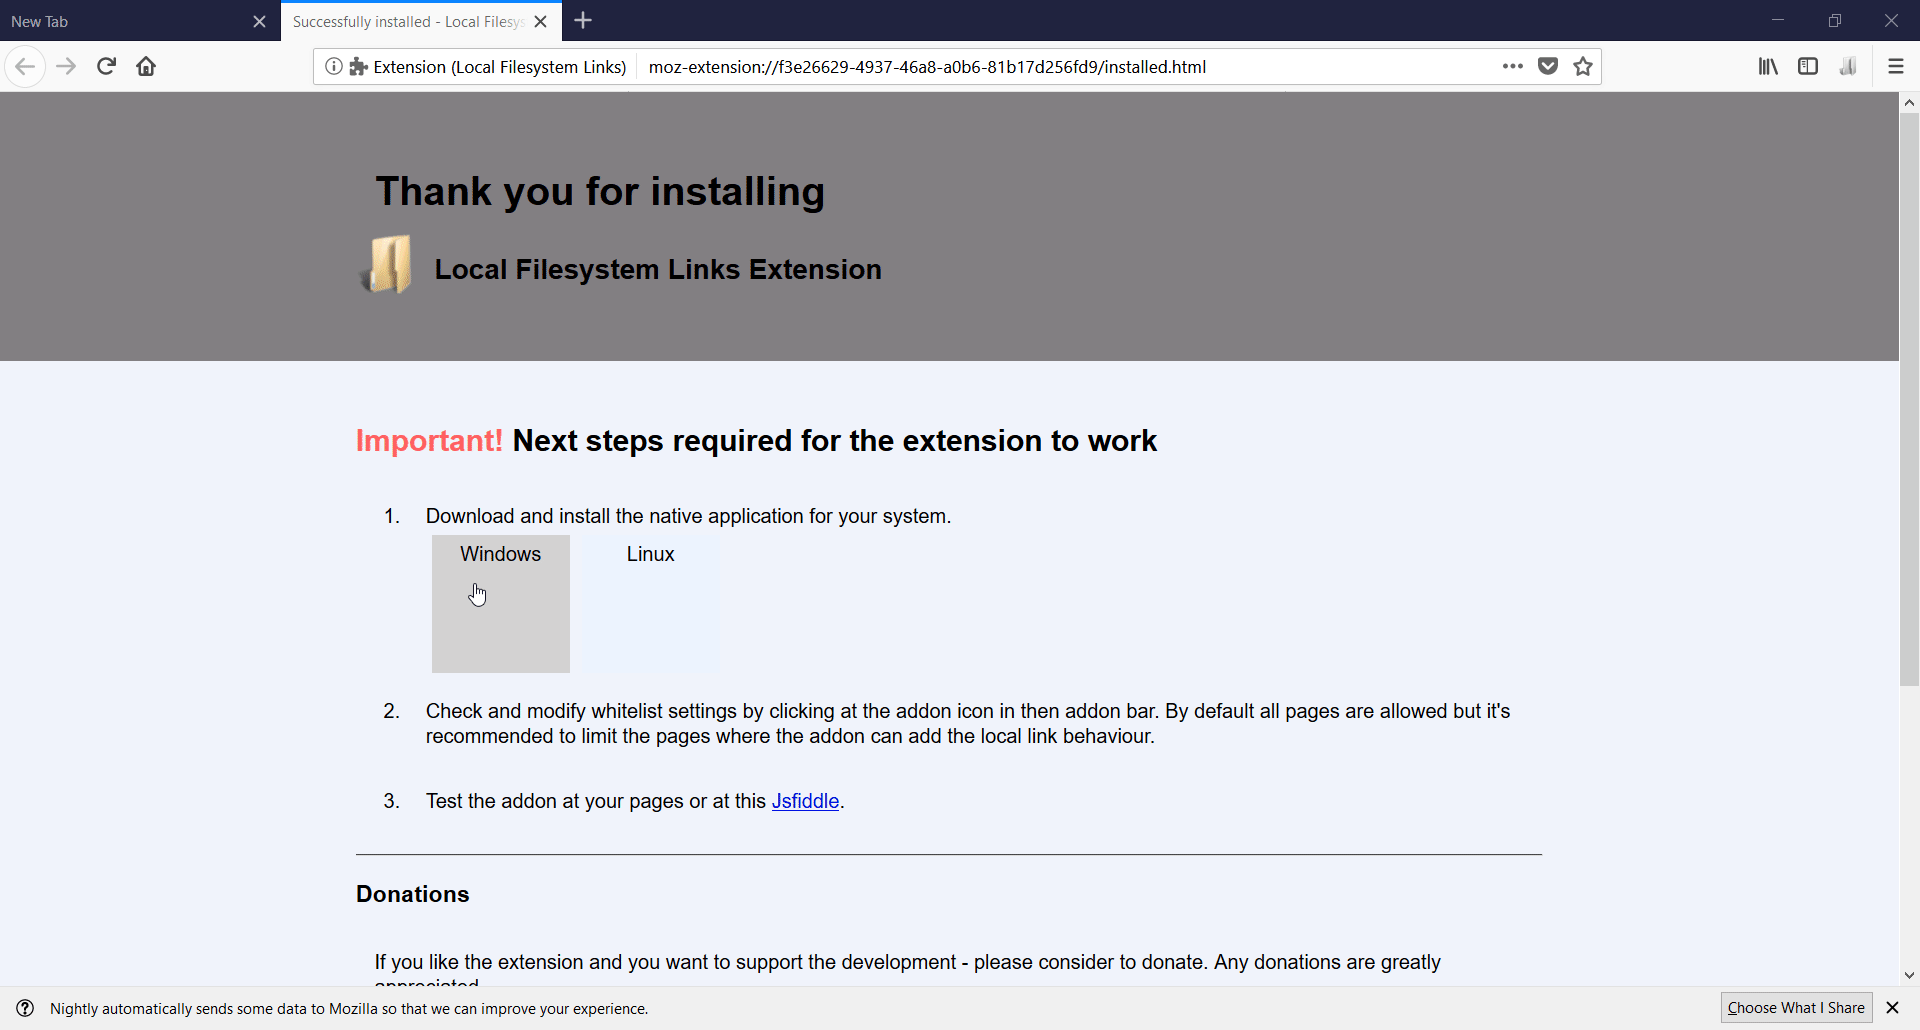 New Tab
Successfully installed - Local Filesys
Extension (Local Filesystem Links)
moz-extension://f3e26629-4937-46a8-a0b6-81b17d256fd9/installed.html
Thank you for installing
Local Filesystem Links Extension
Important! Next steps required for the extension to work
1. Download and install the native application for your system.
Windows
Linux
2. Check and modify whitelist settings by clicking at the addon icon in then addon bar. By default all pages are allowed but it's
recommended to limit the pages where the addon can add the local link behaviour.
3. Test the addon at your pages or at this Jsfiddle.
Donations
If you like the extension and you want to support the development - please consider to donate. Any donations are greatly
appreciated
Nightly automatically sends some data to Mozilla so that we can improve your experience.
Choose What I Share